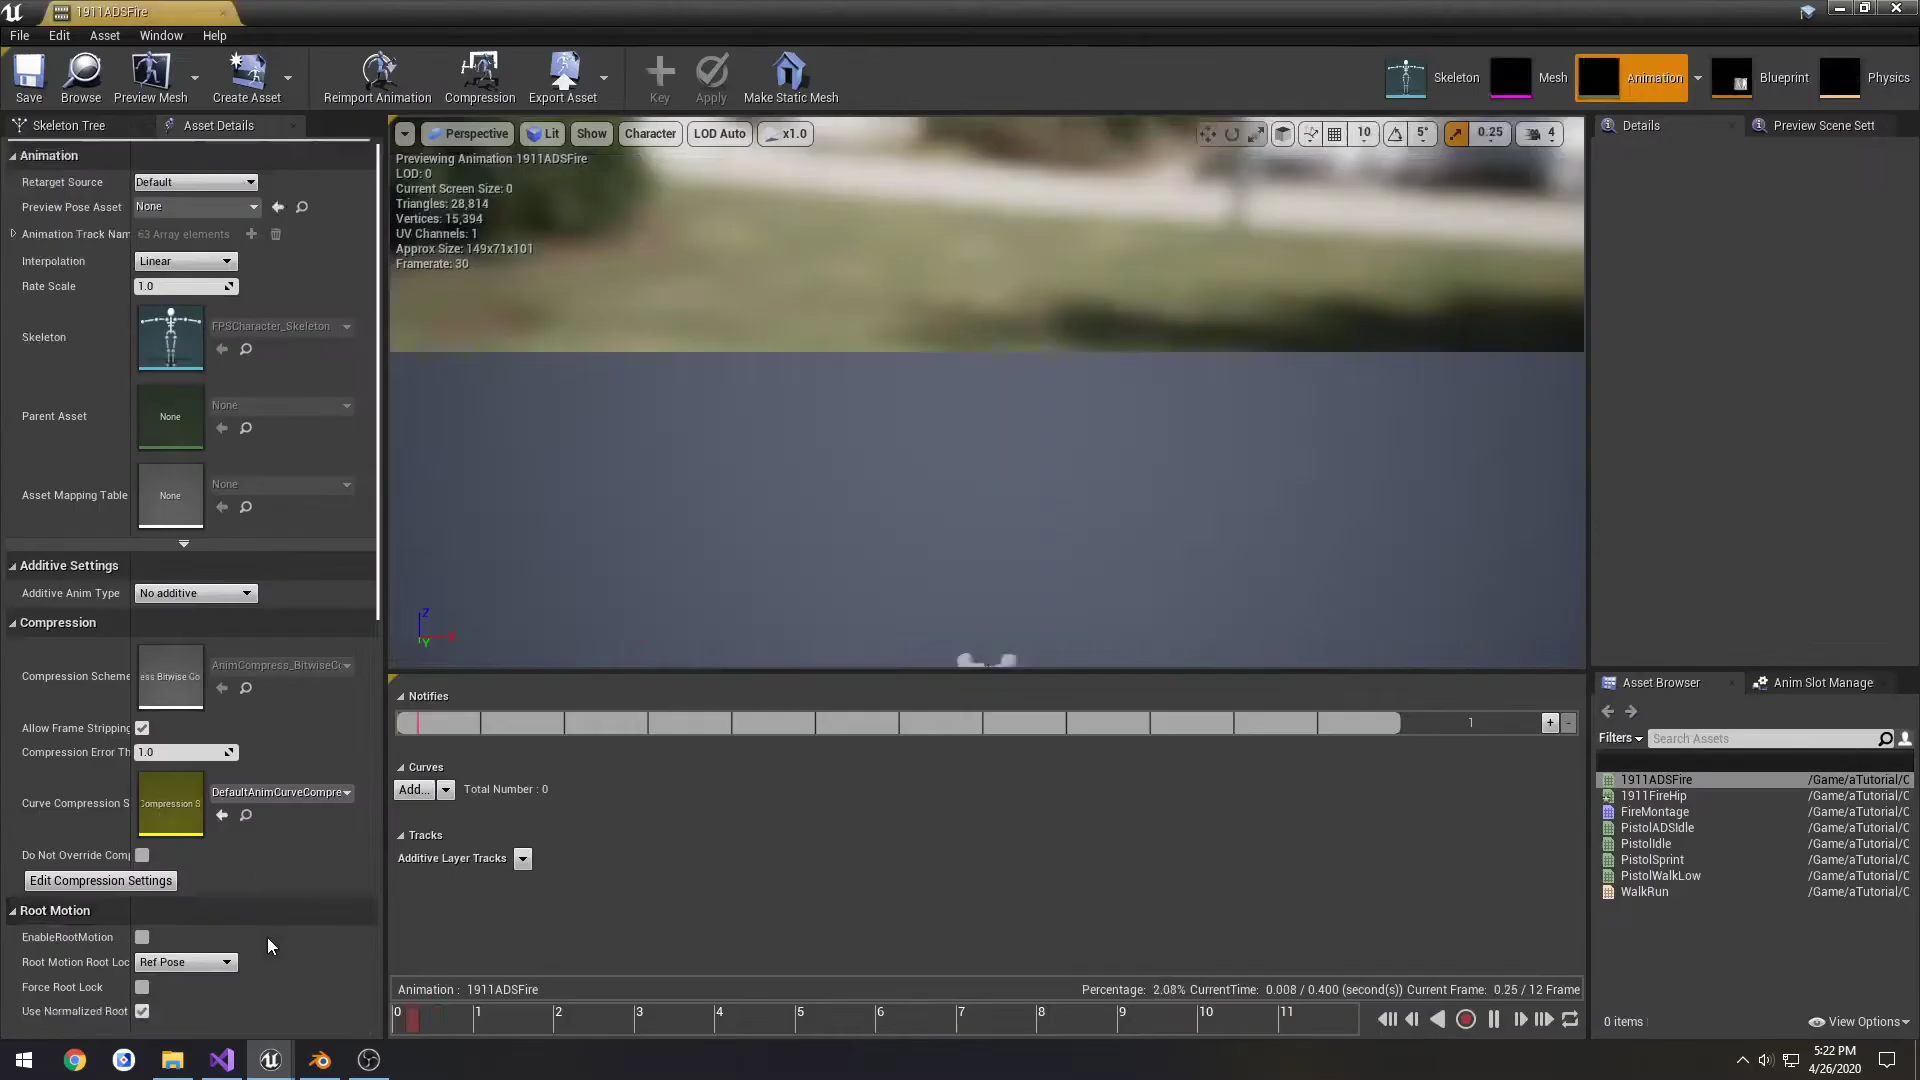 1911ADSFire
File Edit Asset Window Help
Save Browse Preview Mesh Create Asset Reimport Animation Compression Export Asset Key Apply Make Static Mesh Skeleton Mesh Animation Blueprint Physics
Skeleton Tree Asset Details
Animation
Retarget Source Default
Preview Pose Asset None
Animation Track Nam 63 Array elements
Interpolation Linear
Rate Scale 1.0
Skeleton FPSCharacter_Skeleton
Parent Asset None None
Asset Mapping Table None None
Additive Settings
Additive Anim Type No additive
Compression
Compression Scheme ess Bitwise Co AnimCompress_BitwiseCo
Allow Frame Stripping
Compression Error Th 1.0
Curve Compression S Compression S DefaultAnimCurveCompre
Do Not Override Comp
Edit Compression Settings
Root Motion
EnableRootMotion
Root Motion Root Loc Ref Pose
Force Root Lock
Use Normalized Root
Perspective Lit Show Character LOD Auto x1.0 10 5° 0.25 4
Previewing Animation 1911ADSFire
LOD: 0
Current Screen Size: 0
Triangles: 28,814
Vertices: 15,394
UV Channels: 1
Approx Size: 149x71x101
Framerate: 30
Z
X
Y
Notifies
1 + -
Curves
Add... Total Number : 0
Tracks
Additive Layer Tracks
Animation : 1911ADSFire Percentage: 2.08% CurrentTime: 0.008 / 0.400 (second(s)) Current Frame: 0.25 / 12 Frame
0 1 2 3 4 5 6 7 8 9 10 11
Details Preview Scene Sett
Asset Browser Anim Slot Manage
Filters Search Assets
1911ADSFire /Game/aTutorial/C
1911FireHip /Game/aTutorial/C
FireMontage /Game/aTutorial/C
PistolADSIdle /Game/aTutorial/C
PistolIdle /Game/aTutorial/C
PistolSprint /Game/aTutorial/C
PistolWalkLow /Game/aTutorial/C
WalkRun /Game/aTutorial/C
0 items View Options
5:22 PM
4/26/2020